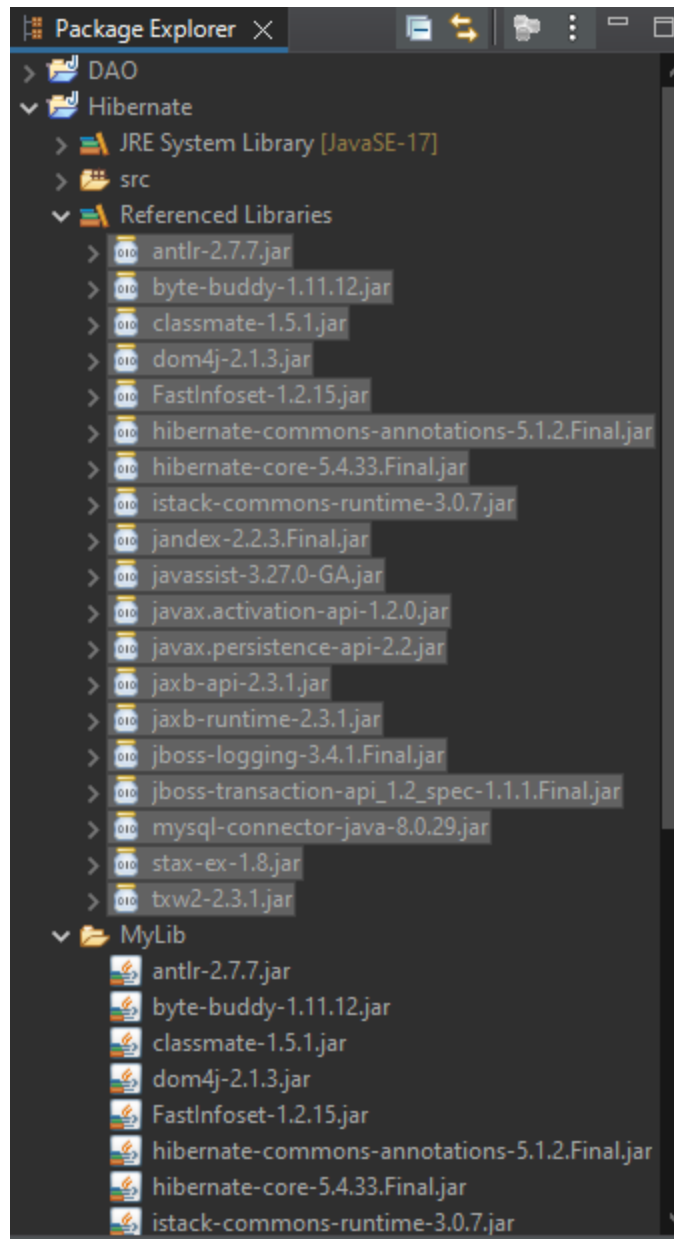 Package Explorer
DAO
Hibernate
JRE System Library [JavaSE-17]
src
Referenced Libraries
antlr-2.7.7.jar
byte-buddy-1.11.12.jar
classmate-1.5.1.jar
dom4j-2.1.3.jar
FastInfoset-1.2.15.jar
hibernate-commons-annotations-5.1.2.Final.jar
hibernate-core-5.4.33.Final.jar
istack-commons-runtime-3.0.7.jar
jandex-2.2.3.Final.jar
javassist-3.27.0-GA.jar
javax.activation-api-1.2.0.jar
javax.persistence-api-2.2.jar
jaxb-api-2.3.1.jar
jaxb-runtime-2.3.1.jar
jboss-logging-3.4.1.Final.jar
jboss-transaction-api_1.2_spec-1.1.1.Final.jar
mysql-connector-java-8.0.29.jar
stax-ex-1.8.jar
txw2-2.3.1.jar
MyLib
antlr-2.7.7.jar
byte-buddy-1.11.12.jar
classmate-1.5.1.jar
dom4j-2.1.3.jar
FastInfoset-1.2.15.jar
hibernate-commons-annotations-5.1.2.Final.jar
hibernate-core-5.4.33.Final.jar
istack-commons-runtime-3.0.7.jar